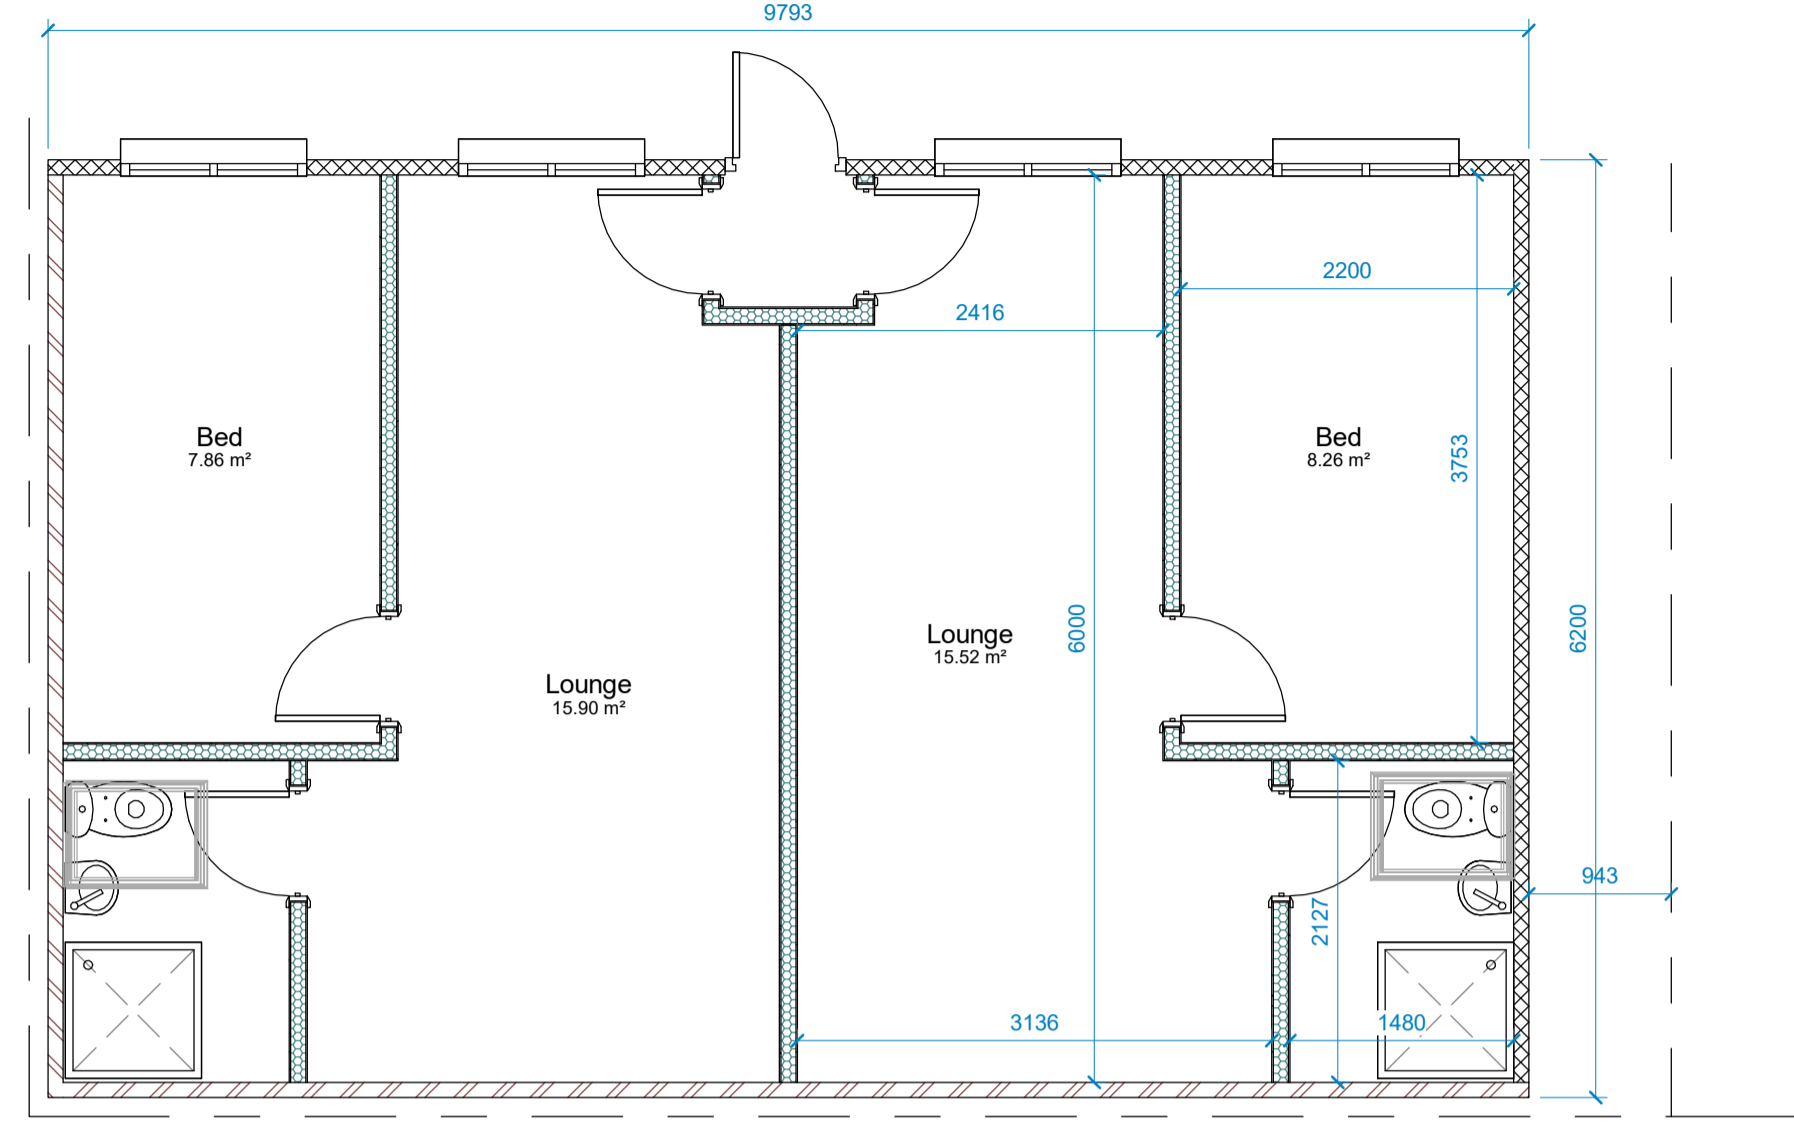 9793
2200
2416
Bed
7.86 m²
Bed
8.26 m²
3753
Lounge
15.52 m²
6000
6200
Lounge
15.90 m²
943
2127
3136
1480